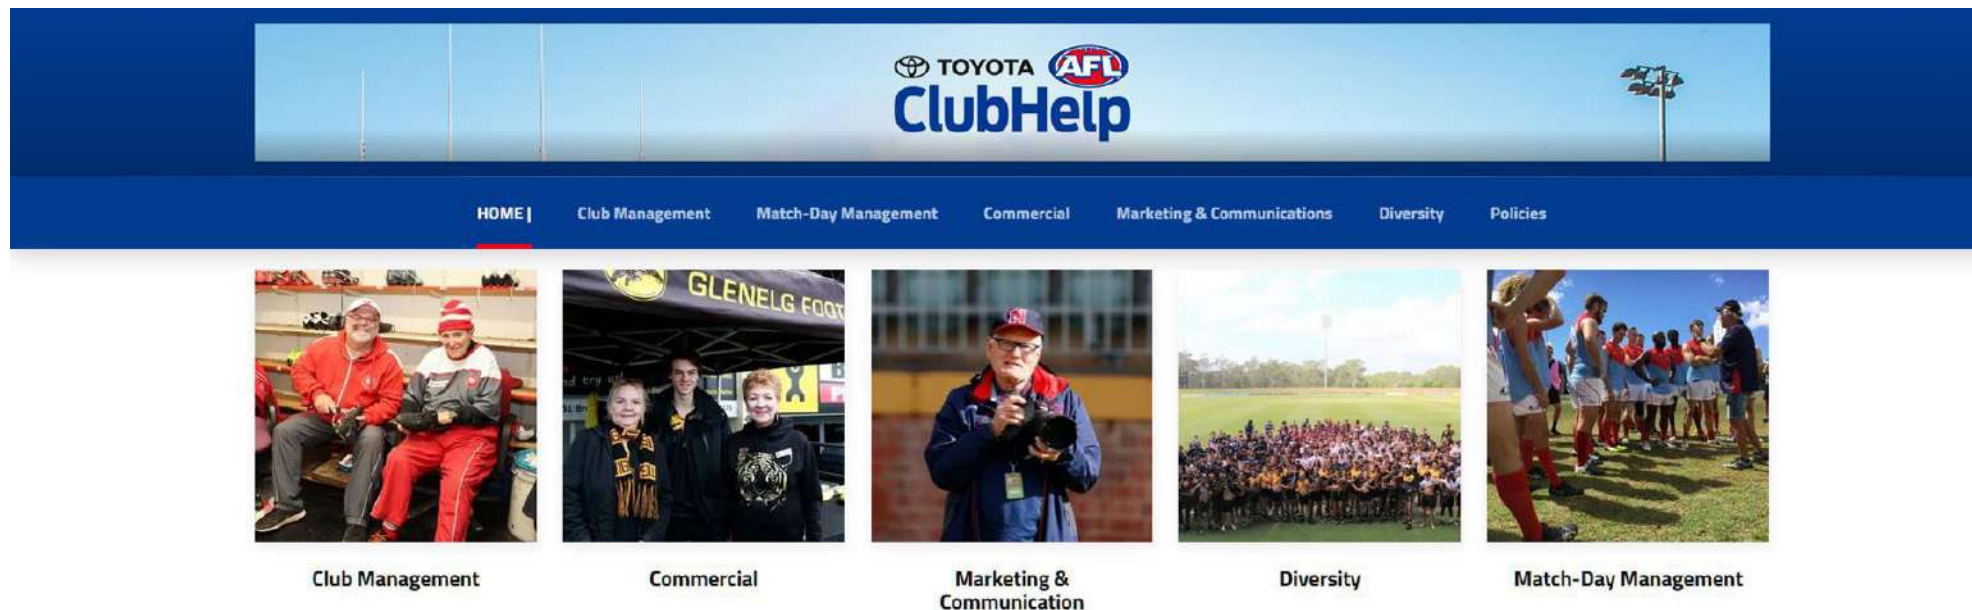 TOYOTA AFL
ClubHelp
HOME | Club Management Match-Day Management Commercial Marketing & Communications Diversity Policies
GLENELG FOOT
Club Management
Commercial
Marketing &
Communication
Diversity
Match-Day Management